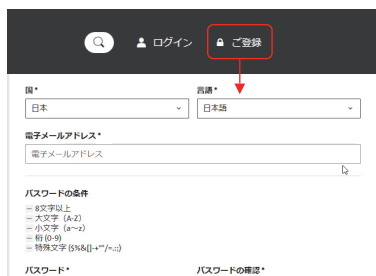 ログイン ご登録
国* 言語*
日本 日本語
電子メールアドレス*
電子メールアドレス
パスワードの条件
— 8文字以上
— 大文字 (A-Z)
— 小文字 (a～z)
— 桁 (0-9)
— 特殊文字 ($%&[]-+'"'/=.:;)
パスワード* パスワードの確認*